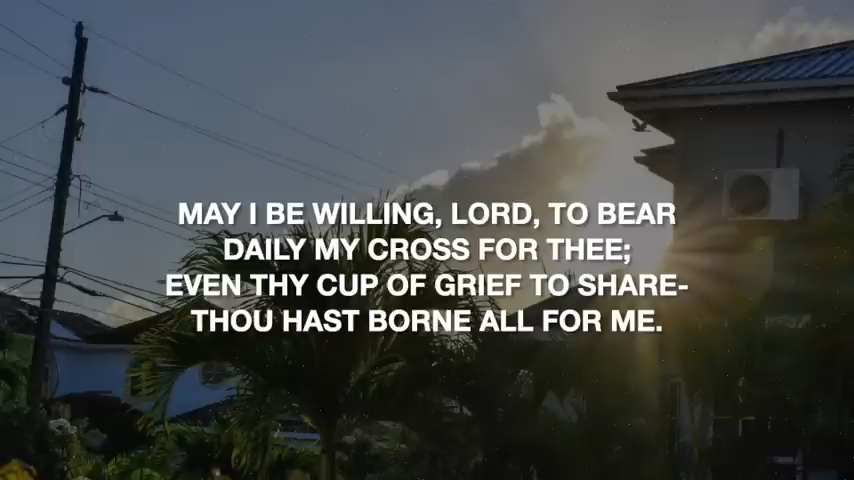 MAY I BE WILLING, LORD, TO BEAR
DAILY MY CROSS FOR THEE;
EVEN THY CUP OF GRIEF TO SHARE-
THOU HAST BORNE ALL FOR ME.